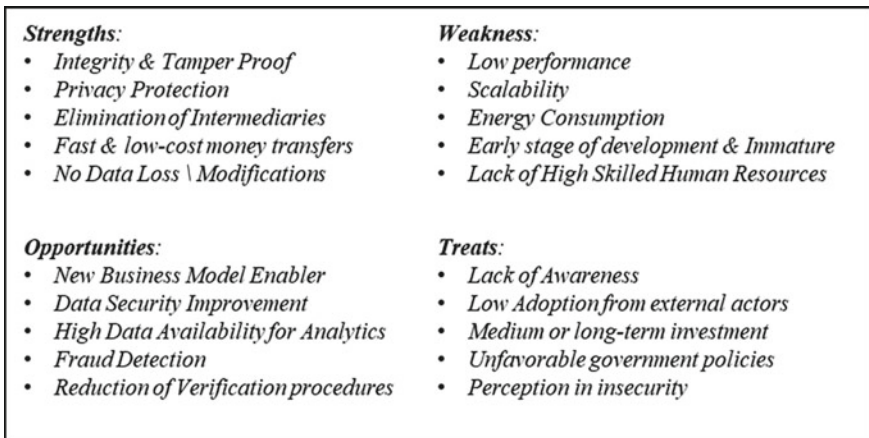 Strengths:
• Integrity & Tamper Proof
• Privacy Protection
• Elimination of Intermediaries
• Fast & low-cost money transfers
• No Data Loss \ Modifications
Weakness:
• Low performance
• Scalability
• Energy Consumption
• Early stage of development & Immature
• Lack of High Skilled Human Resources
Opportunities:
• New Business Model Enabler
• Data Security Improvement
• High Data Availability for Analytics
• Fraud Detection
• Reduction of Verification procedures
Treats:
• Lack of Awareness
• Low Adoption from external actors
• Medium or long-term investment
• Unfavorable government policies
• Perception in insecurity